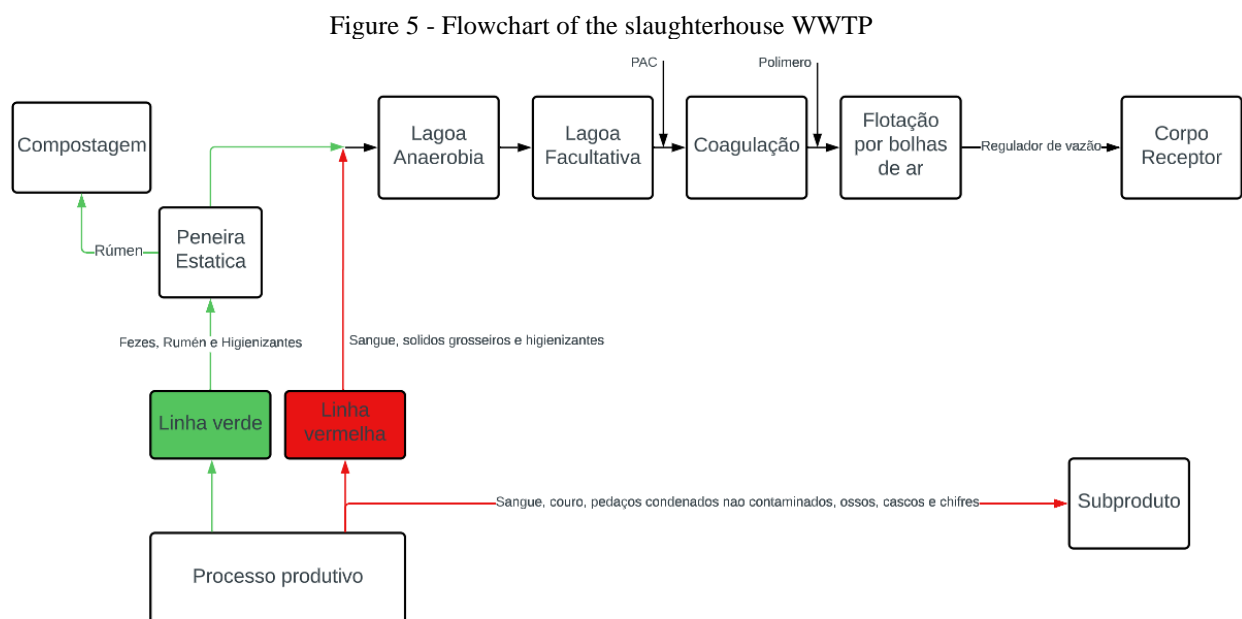 Figure 5 - Flowchart of the slaughterhouse WWTP
PAC
Polimero
Compostagem
Lagoa
Anaerobia
Lagoa
Facultativa
Coagulação
Flotação
por bolhas
de ar
Regulador de vazão
Corpo
Receptor
Peneira
Estatica
Rúmen
Fezes, Rumén e Higienizantes
Sangue, solidos grosseiros e higienizantes
Linha verde
Linha
vermelha
Sangue, couro, pedaços condenados nao contaminados, ossos, cascos e chifres
Subproduto
Processo produtivo